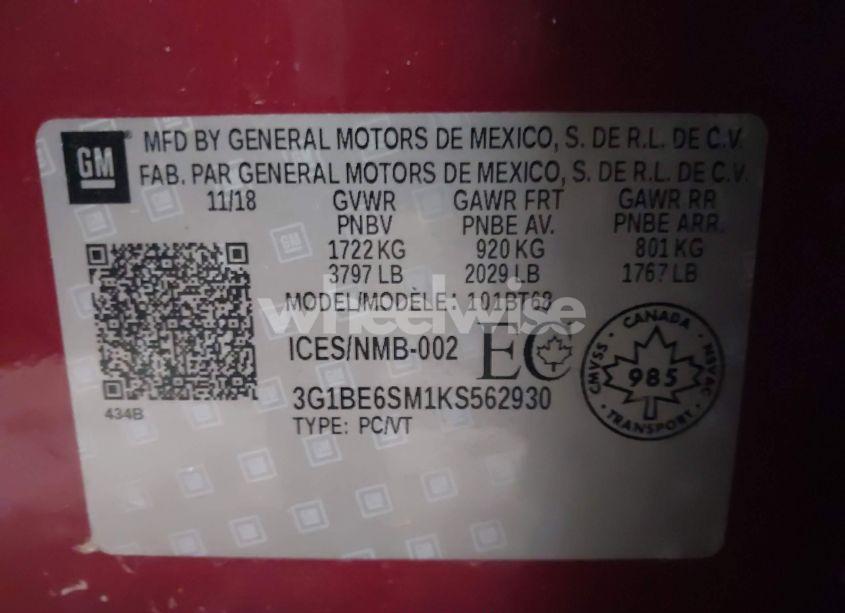 GM
MFD BY GENERAL MOTORS DE MEXICO, S. DE R.L. DE C.V.
FAB. PAR GENERAL MOTORS DE MEXICO, S. DE R.L. DE C.V.
11/18 GVWR GAWR FRT GAWR RR
PNBV PNBE AV. PNBE ARR.
1722 KG 920 KG 801 KG
3797 LB 2029 LB 1767 LB
MODEL/MODÈLE: 101BT68
wheelwise
ICES/NMB-002 EC
3G1BE6SM1KS562930
TYPE: PC/VT
434B
CANADA
CMVSS 985 NSVAC
TRANSPORT